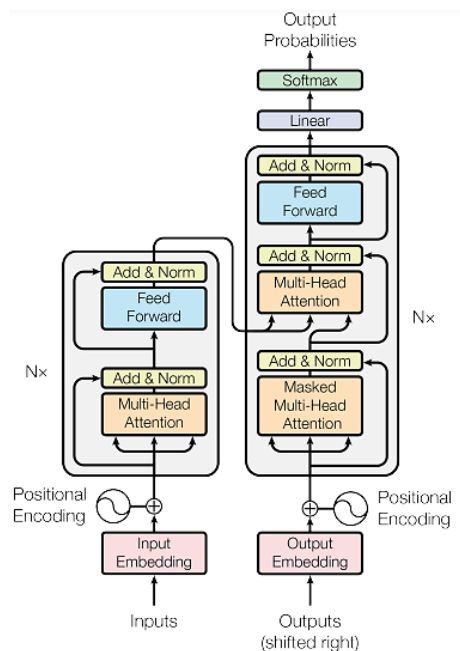 Output
Probabilities
Softmax
Linear
Add & Norm
Feed
Forward
Add & Norm
Multi-Head
Attention
Nx
Add & Norm
Masked
Multi-Head
Attention
Positional
Encoding
Output
Embedding
Outputs
(shifted right)
Add & Norm
Feed
Forward
Nx
Add & Norm
Multi-Head
Attention
Positional
Encoding
Input
Embedding
Inputs